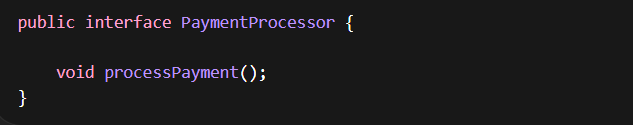 public interface PaymentProcessor {
    void processPayment();
}